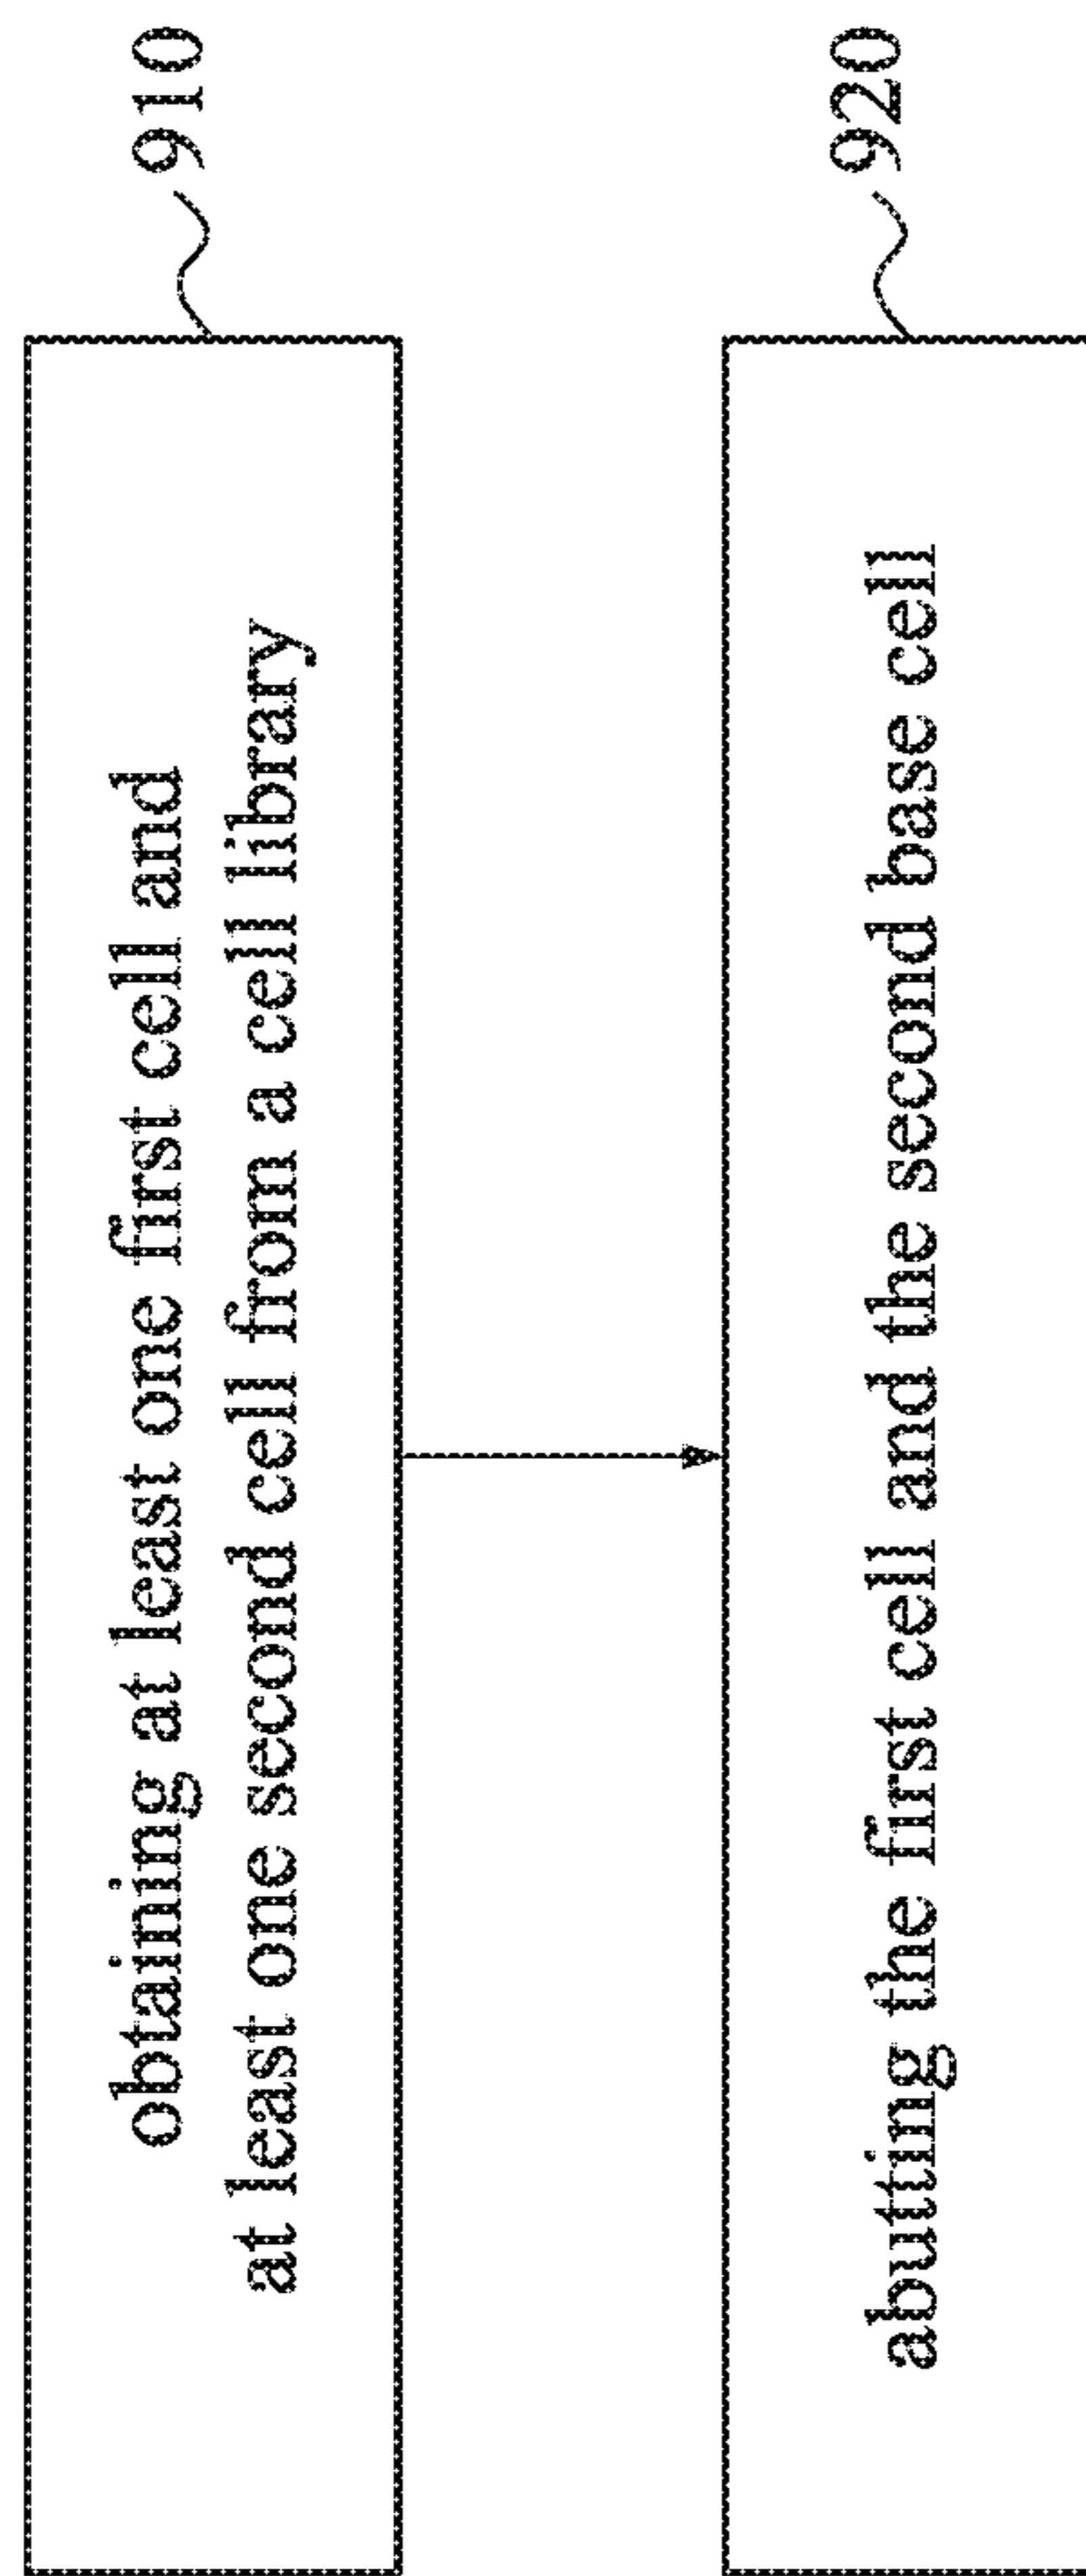 obtaining at least one first cell and
at least one second cell from a cell library
910
abutting the first cell and the second base cell
920